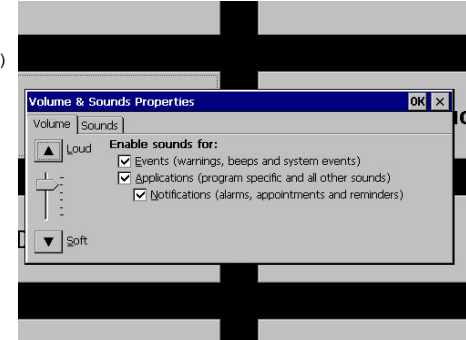 )
Volume & Sounds Properties OK ×
Volume Sounds
Loud
Enable sounds for:
Events (warnings, beeps and system events)
Applications (program specific and all other sounds)
Notifications (alarms, appointments and reminders)
Soft